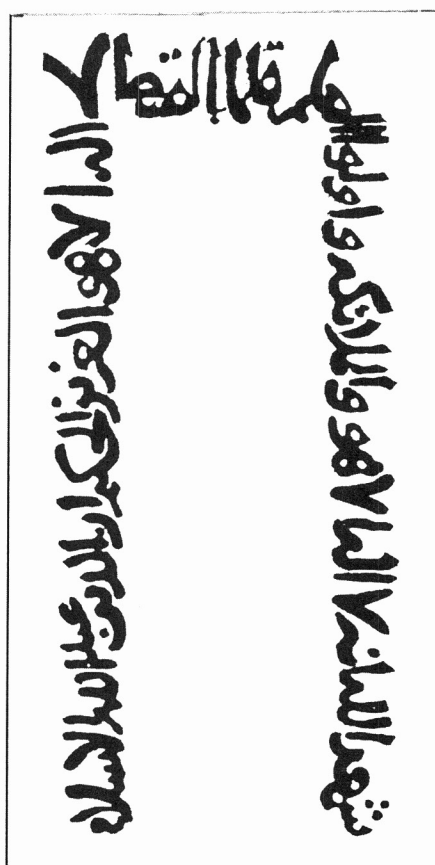 شهد الله انه لا اله الا هو والملائكه واولوا
العلم قائما بالقسط لا
اله الا هو العزيز الحكيم ان الدين عند الله الاسلام